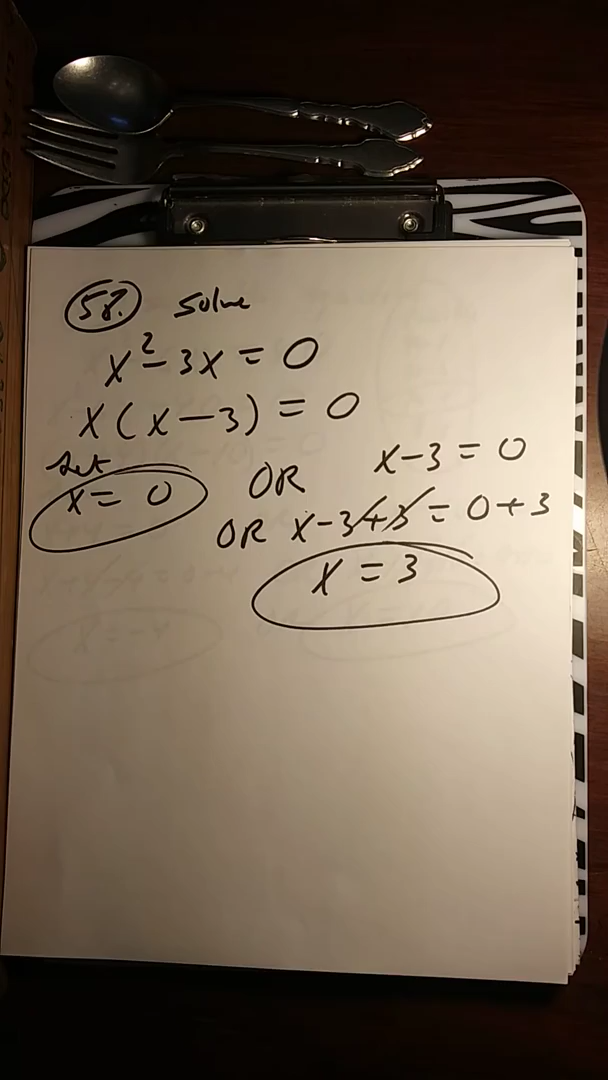 58. Solve
x² - 3x = 0
x(x-3) = 0
Set
x = 0 OR x-3 = 0
OR x-3+3 = 0+3
x = 3